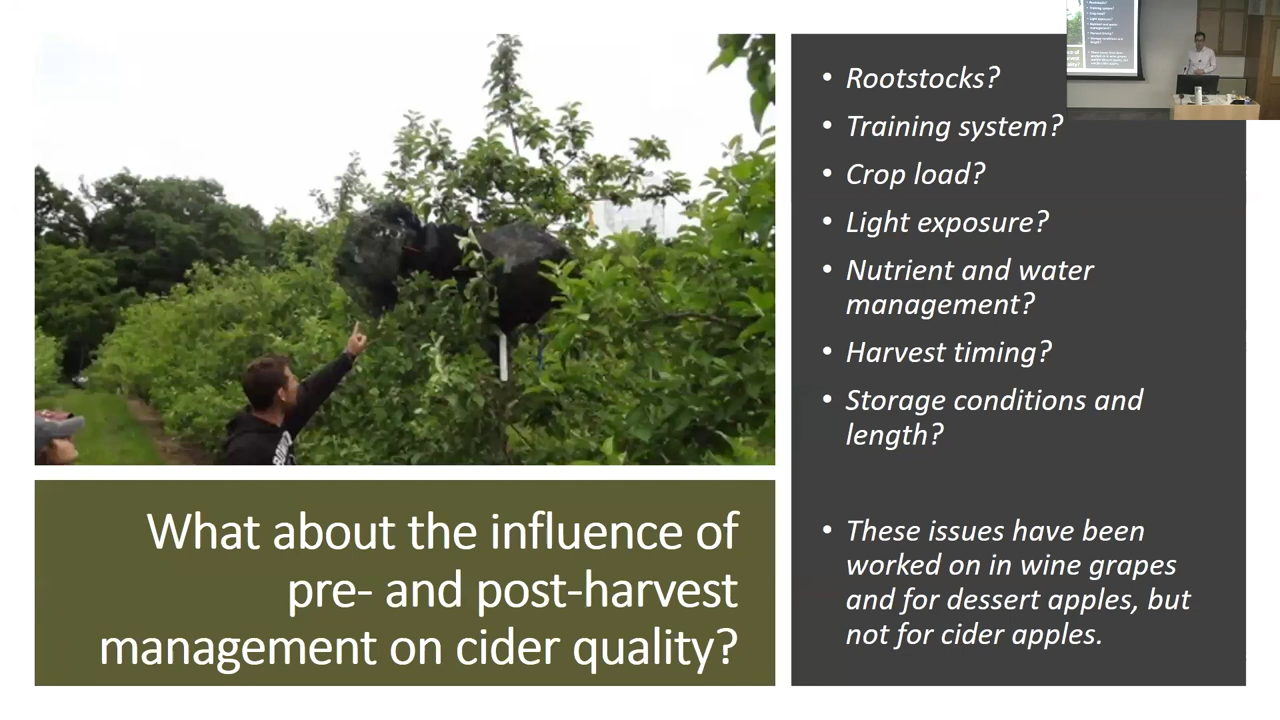 What about the influence of
pre- and post-harvest
management on cider quality?
• Rootstocks?
• Training system?
• Crop load?
• Light exposure?
• Nutrient and water
management?
• Harvest timing?
• Storage conditions and
length?
• These issues have been
worked on in wine grapes
and for dessert apples, but
not for cider apples.